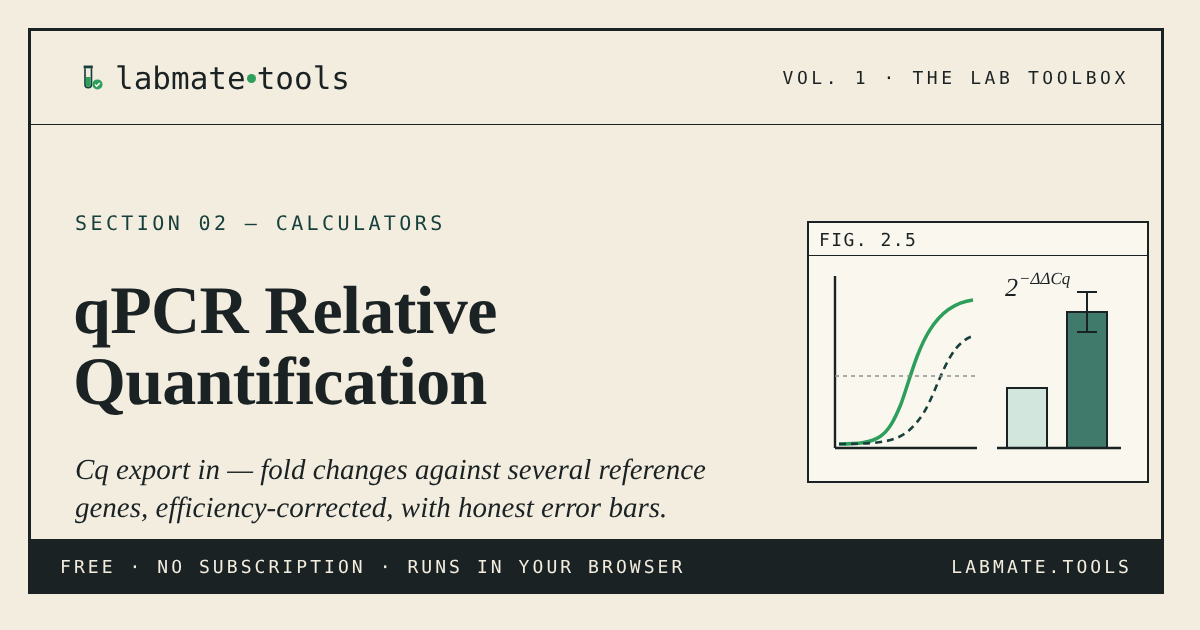 labmate•tools
VOL. 1 · THE LAB TOOLBOX
SECTION 02 — CALCULATORS
qPCR Relative
Quantification
Cq export in — fold changes against several reference
genes, efficiency-corrected, with honest error bars.
FIG. 2.5
2^−ΔΔCq
FREE · NO SUBSCRIPTION · RUNS IN YOUR BROWSER
LABMATE.TOOLS